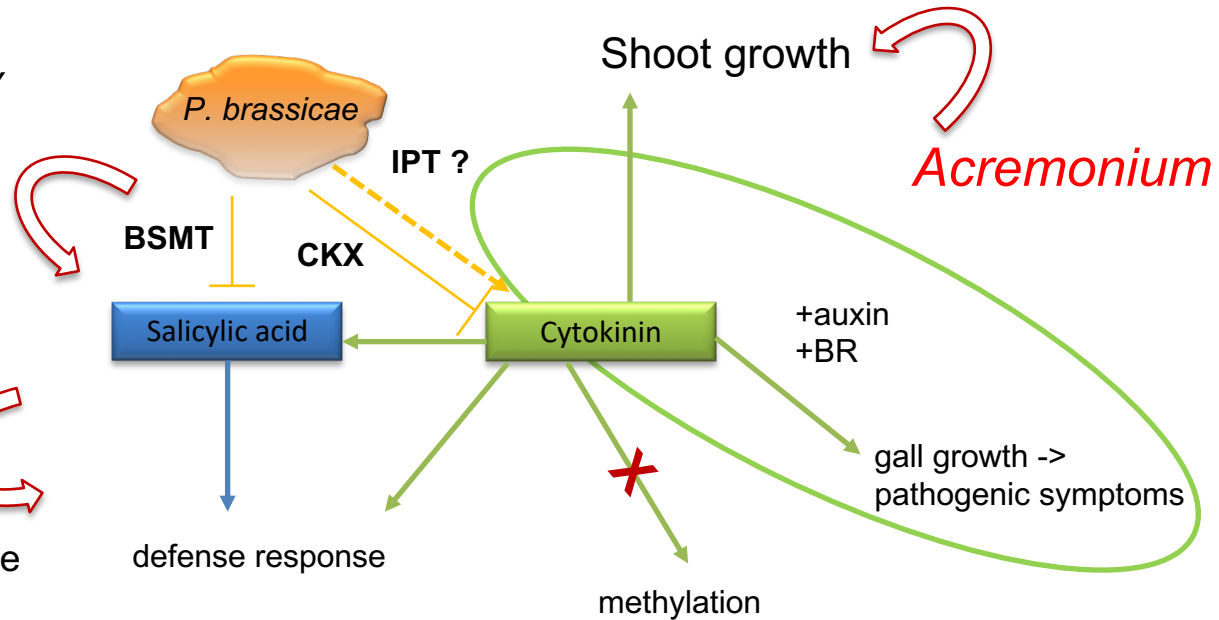 Shoot growth
P. brassicae
IPT ?
Acremonium
BSMT
CKX
Salicylic acid
Cytokinin
+auxin
+BR
gall growth ->
pathogenic symptoms
defense response
e
methylation